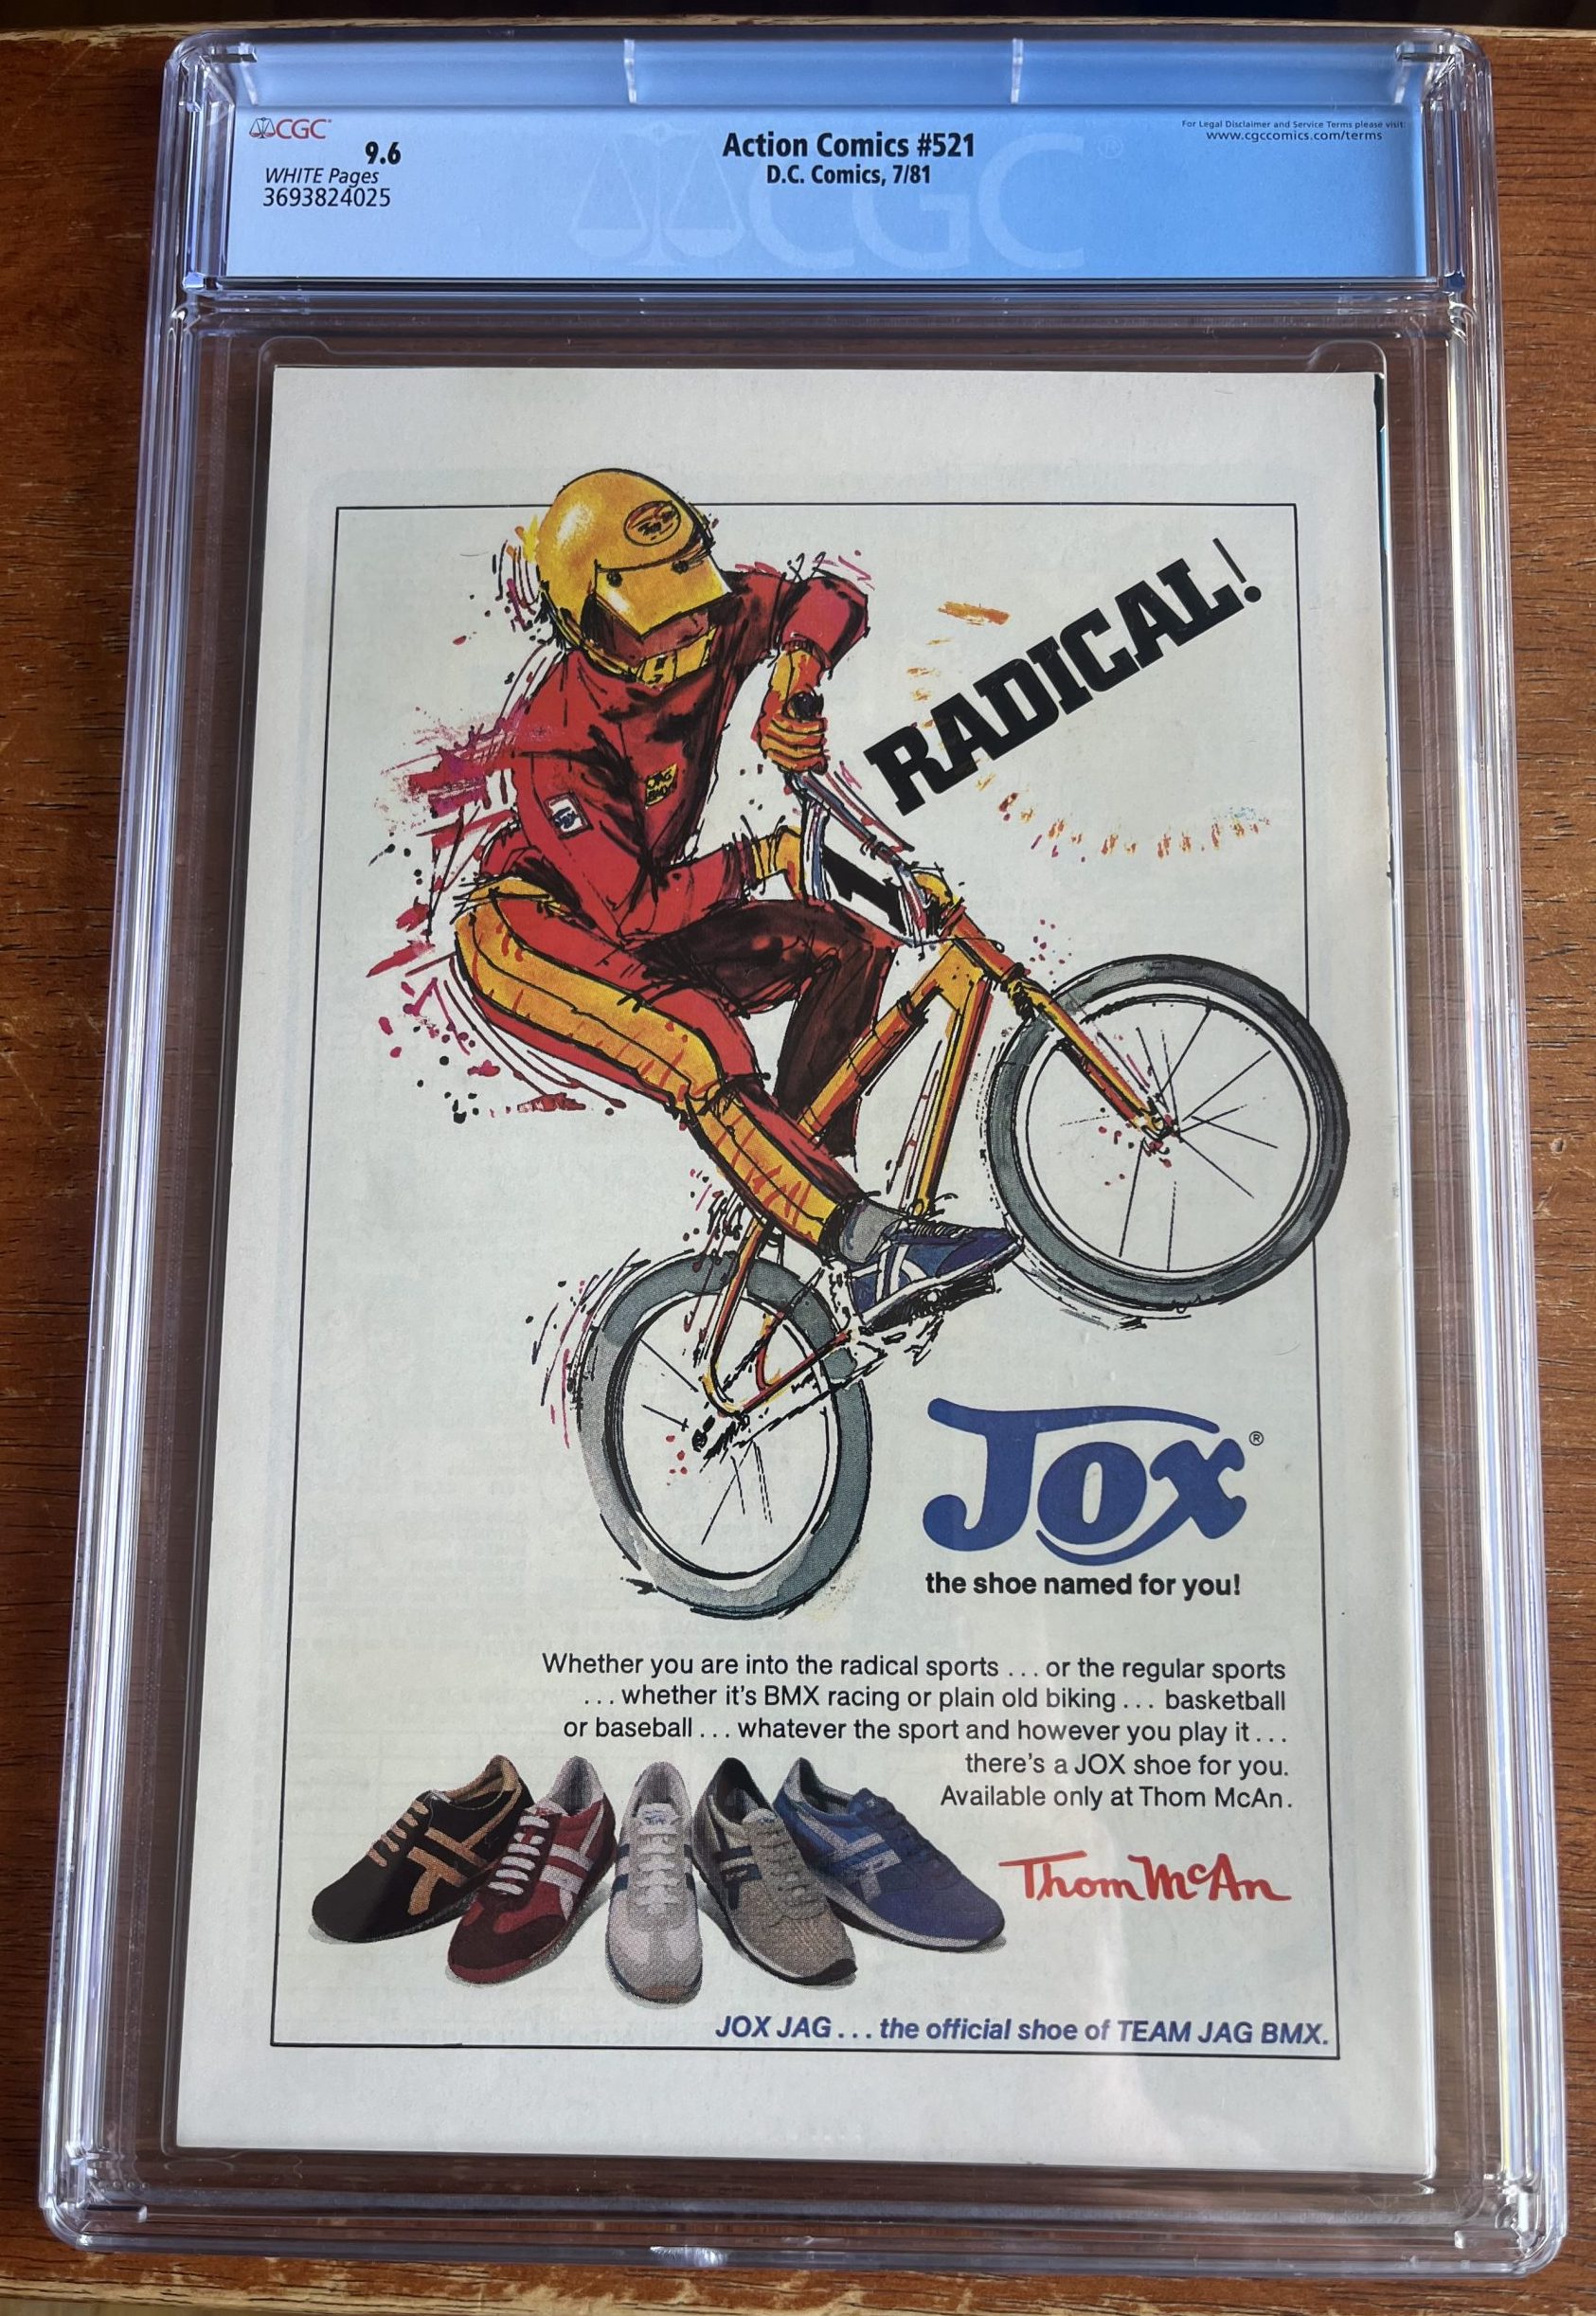 CGC
9.6
WHITE Pages
3693824025
Action Comics #521
D.C. Comics, 7/81
For Legal Disclaimer and Service Terms please visit:
www.cgccomics.com/terms
CGC®
RADICAL!
JAG
BMX
Jox®
the shoe named for you!
Whether you are into the radical sports . . . or the regular sports
. . . whether it's BMX racing or plain old biking . . . basketball
or baseball . . . whatever the sport and however you play it . . .
there's a JOX shoe for you.
Available only at Thom McAn.
Thom McAn
JOX JAG . . . the official shoe of TEAM JAG BMX.